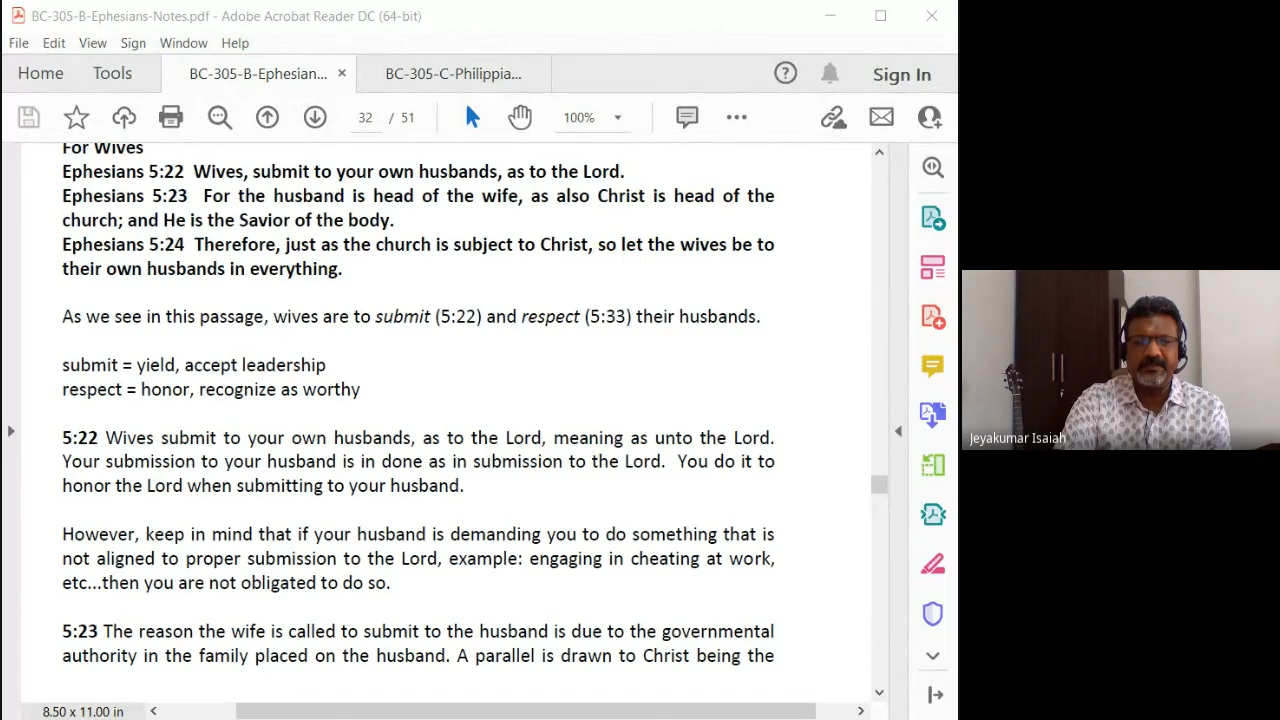 BC-305-B-Ephesians-Notes.pdf - Adobe Acrobat Reader DC (64-bit)
File Edit View Sign Window Help
Home Tools BC-305-B-Ephesian... × BC-305-C-Philippia... Sign In
32 / 51 100%
For Wives
Ephesians 5:22 Wives, submit to your own husbands, as to the Lord.
Ephesians 5:23 For the husband is head of the wife, as also Christ is head of the
church; and He is the Savior of the body.
Ephesians 5:24 Therefore, just as the church is subject to Christ, so let the wives be to
their own husbands in everything.
As we see in this passage, wives are to submit (5:22) and respect (5:33) their husbands.
submit = yield, accept leadership
respect = honor, recognize as worthy
5:22 Wives submit to your own husbands, as to the Lord, meaning as unto the Lord.
Your submission to your husband is in done as in submission to the Lord. You do it to
honor the Lord when submitting to your husband.
However, keep in mind that if your husband is demanding you to do something that is
not aligned to proper submission to the Lord, example: engaging in cheating at work,
etc...then you are not obligated to do so.
5:23 The reason the wife is called to submit to the husband is due to the governmental
authority in the family placed on the husband. A parallel is drawn to Christ being the
8.50 x 11.00 in
Jeyakumar Isaiah